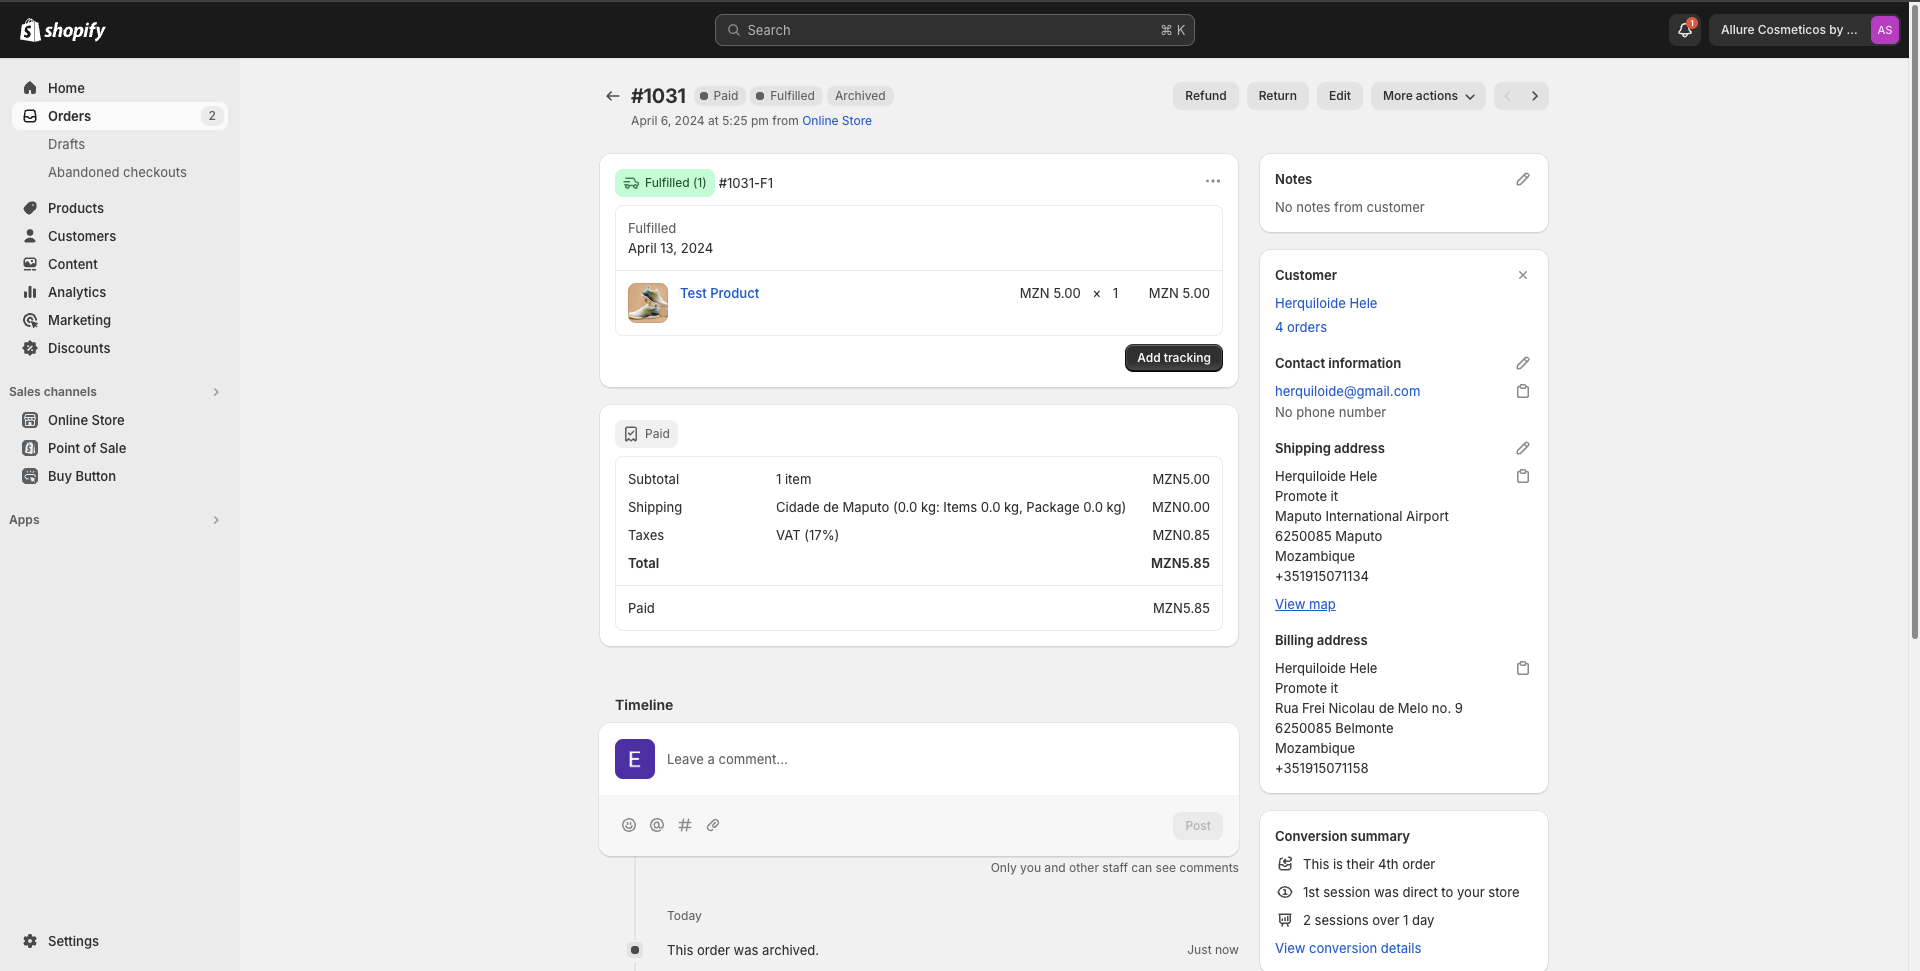 shopify
Search
⌘ K
1
Allure Cosmeticos by ...
AS
Home
Orders
2
Drafts
Abandoned checkouts
Products
Customers
Content
Analytics
Marketing
Discounts
Sales channels
Online Store
Point of Sale
Buy Button
Apps
Settings
#1031
Paid
Fulfilled
Archived
Refund
Return
Edit
More actions
April 6, 2024 at 5:25 pm from Online Store
Fulfilled (1)
#1031-F1
Fulfilled
April 13, 2024
Test Product
MZN 5.00 × 1 MZN 5.00
Add tracking
Paid
Subtotal 1 item MZN5.00
Shipping Cidade de Maputo (0.0 kg: Items 0.0 kg, Package 0.0 kg) MZN0.00
Taxes VAT (17%) MZN0.85
Total MZN5.85
Paid MZN5.85
Timeline
E
Leave a comment...
Post
Only you and other staff can see comments
Today
This order was archived. Just now
Notes
No notes from customer
Customer
Herquiloide Hele
4 orders
Contact information
herquiloide@gmail.com
No phone number
Shipping address
Herquiloide Hele
Promote it
Maputo International Airport
6250085 Maputo
Mozambique
+351915071134
View map
Billing address
Herquiloide Hele
Promote it
Rua Frei Nicolau de Melo no. 9
6250085 Belmonte
Mozambique
+351915071158
Conversion summary
This is their 4th order
1st session was direct to your store
2 sessions over 1 day
View conversion details